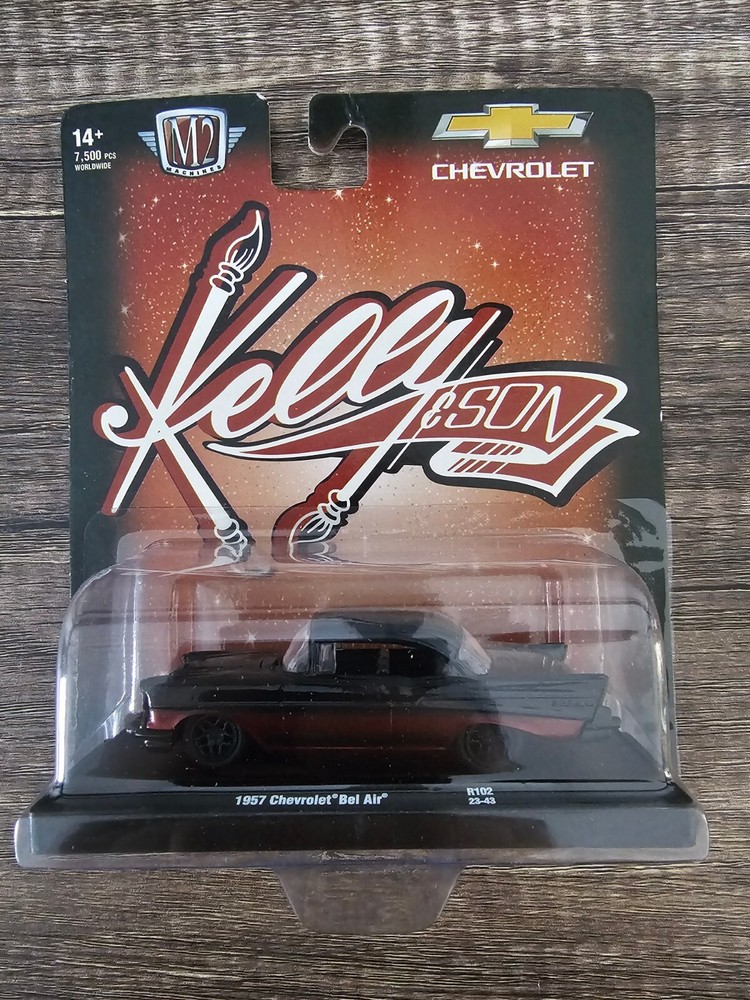 14+
7,500 PCS
WORLDWIDE
M2
MACHINES
CHEVROLET
Kelly
& SON
1957 Chevrolet® Bel Air®
R102
23-43